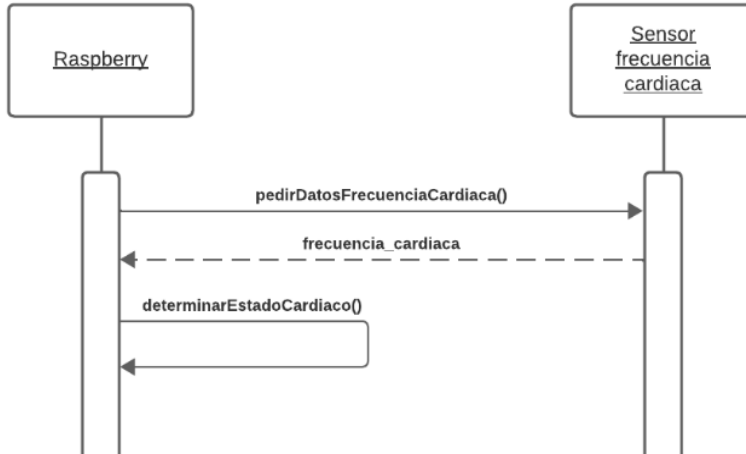 Raspberry
Sensor
frecuencia
cardiaca
pedirDatosFrecuenciaCardiaca()
frecuencia_cardiaca
determinarEstadoCardiaco()